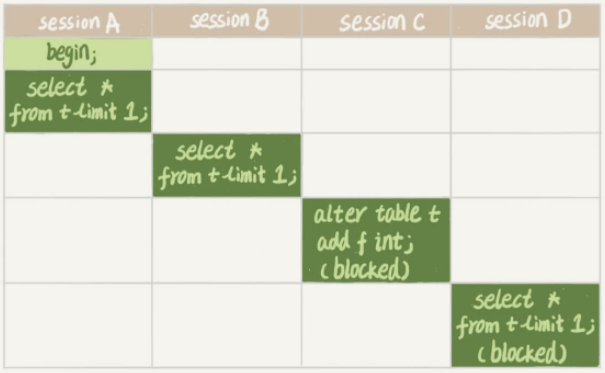 session A
session B
session C
session D
begin;
select *
from t limit 1;
select *
from t limit 1;
alter table t
add f int;
(blocked)
select *
from t limit 1;
(blocked)